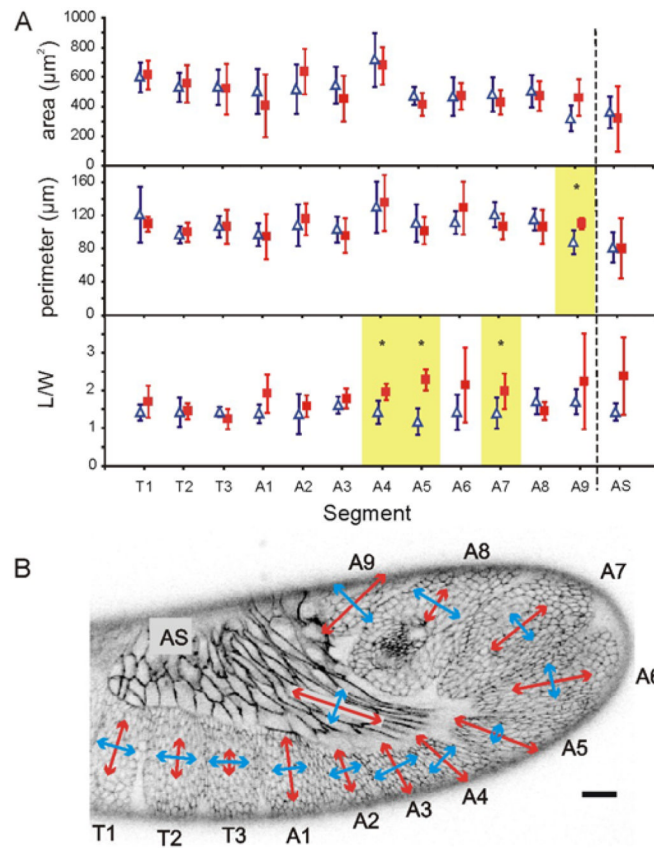 A
area (µm²)
1000
800
600
400
200
0
perimeter (µm)
160
120
80
40
0
*
L/W
3
2
1
0
* * *
T1 T2 T3 A1 A2 A3 A4 A5 A6 A7 A8 A9 AS
Segment
B
A9 A8 A7
AS
A6
A5
A4
A3
A2
T1 T2 T3 A1